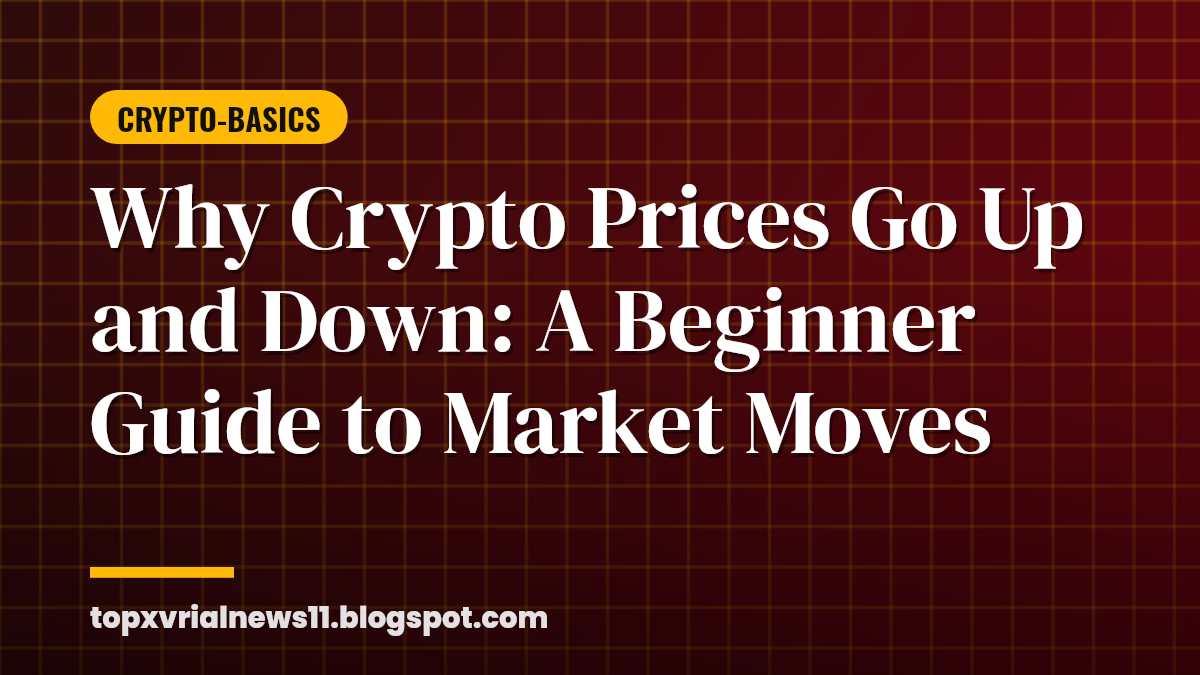 CRYPTO-BASICS
Why Crypto Prices Go Up
and Down: A Beginner
Guide to Market Moves
topxvrialnews11.blogspot.com